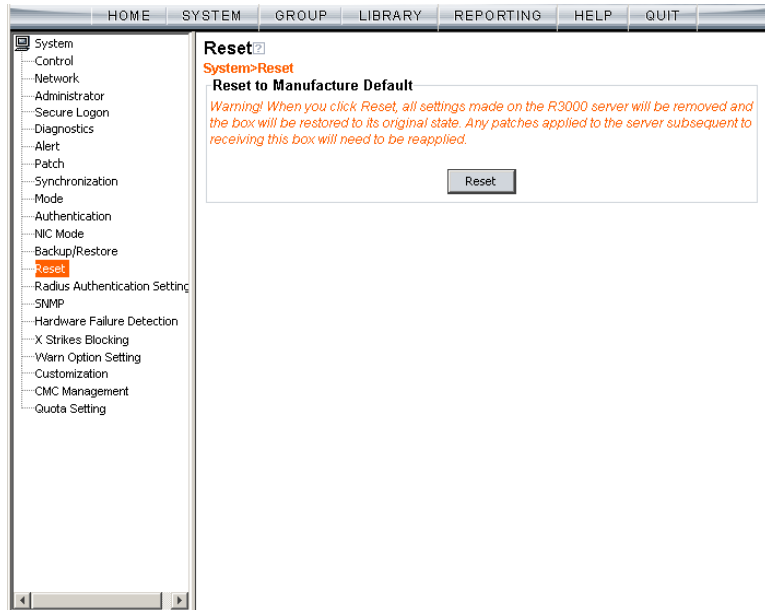 HOME SYSTEM GROUP LIBRARY REPORTING HELP QUIT
System
Control
Network
Administrator
Secure Logon
Diagnostics
Alert
Patch
Synchronization
Mode
Authentication
NIC Mode
Backup/Restore
Reset
Radius Authentication Setting
SNMP
Hardware Failure Detection
X Strikes Blocking
Warn Option Setting
Customization
CMC Management
Quota Setting
Reset?
System>Reset
Reset to Manufacture Default
Warning! When you click Reset, all settings made on the R3000 server will be removed and
the box will be restored to its original state. Any patches applied to the server subsequent to
receiving this box will need to be reapplied.
Reset